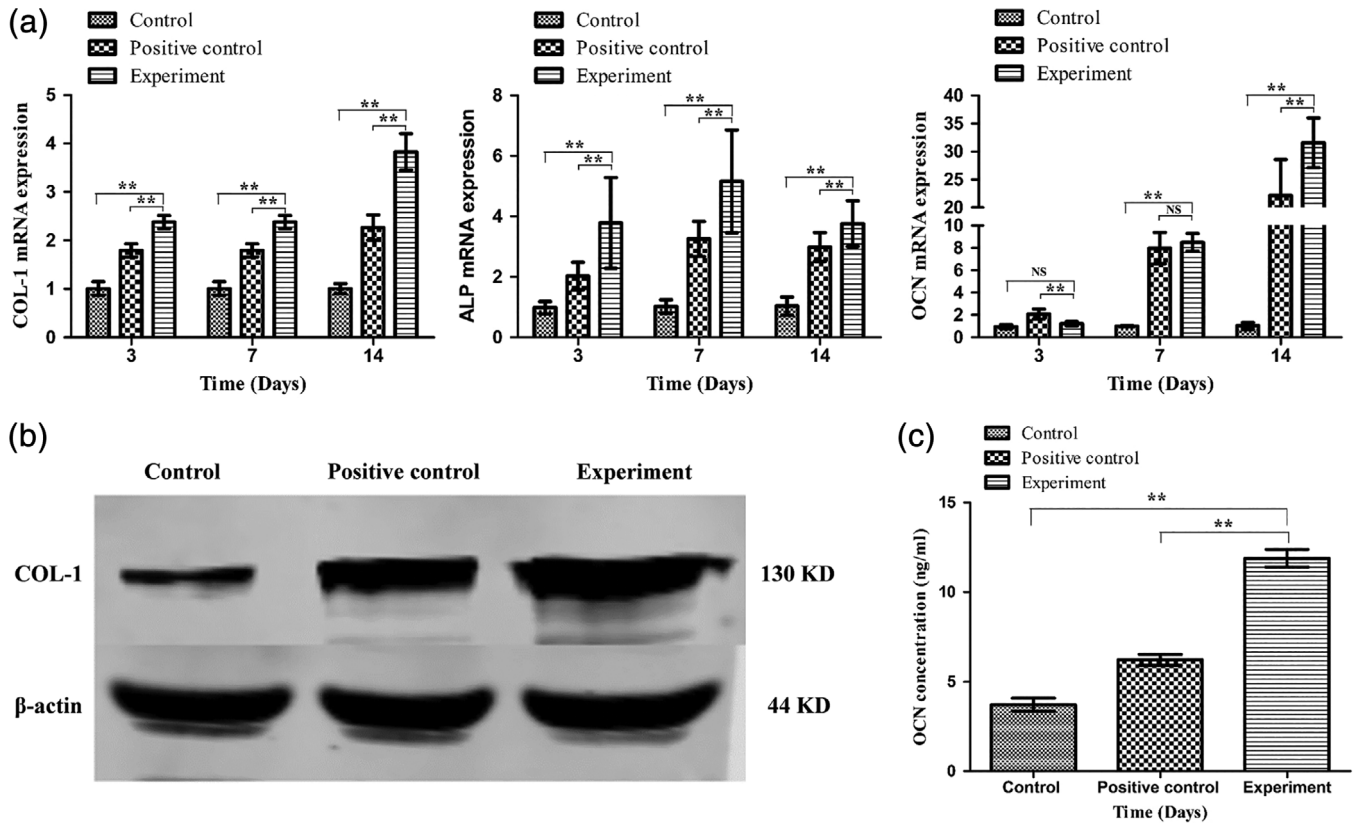 (a)
Control
Positive control
Experiment
COL-1 mRNA expression
5
4
3
2
1
0
**
**
**
**
**
**
3
7
14
Time (Days)
Control
Positive control
Experiment
ALP mRNA expression
8
6
4
2
0
**
**
**
**
**
**
3
7
14
Time (Days)
Control
Positive control
Experiment
OCN mRNA expression
40
35
30
25
20
10
8
6
4
2
0
NS
**
**
NS
**
**
3
7
14
Time (Days)
(b)
Control
Positive control
Experiment
COL-1
130 KD
β-actin
44 KD
(c)
Control
Positive control
Experiment
OCN concentration (ng/ml)
15
10
5
0
**
**
Control
Positive control
Experiment
Time (Days)